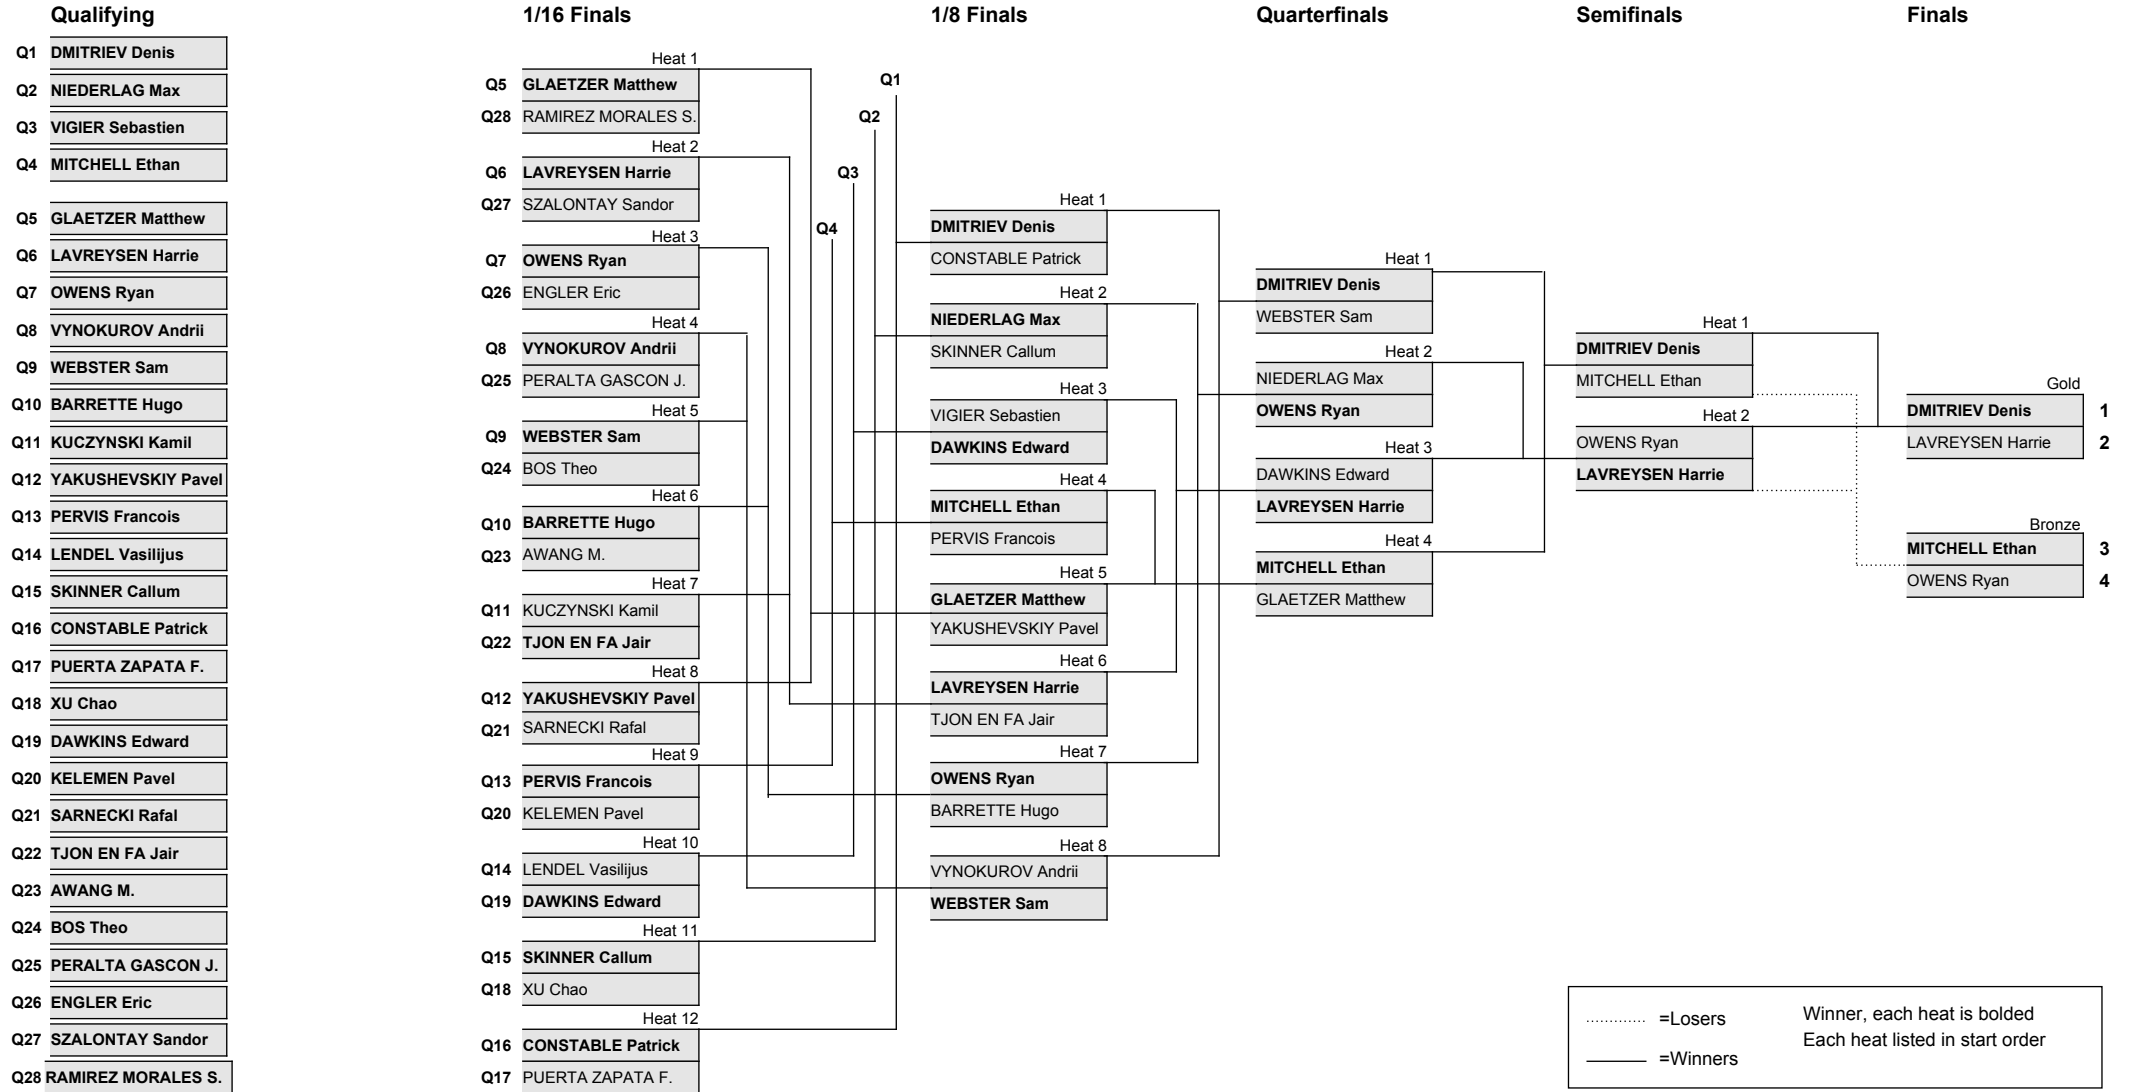 Qualifying
1/16 Finals
1/8 Finals
Quarterfinals
Semifinals
Finals
Q1 DMITRIEV Denis
Q2 NIEDERLAG Max
Q3 VIGIER Sebastien
Q4 MITCHELL Ethan
Q5 GLAETZER Matthew
Q6 LAVREYSEN Harrie
Q7 OWENS Ryan
Q8 VYNOKUROV Andrii
Q9 WEBSTER Sam
Q10 BARRETTE Hugo
Q11 KUCZYNSKI Kamil
Q12 YAKUSHEVSKIY Pavel
Q13 PERVIS Francois
Q14 LENDEL Vasilijus
Q15 SKINNER Callum
Q16 CONSTABLE Patrick
Q17 PUERTA ZAPATA F.
Q18 XU Chao
Q19 DAWKINS Edward
Q20 KELEMEN Pavel
Q21 SARNECKI Rafal
Q22 TJON EN FA Jair
Q23 AWANG M.
Q24 BOS Theo
Q25 PERALTA GASCON J.
Q26 ENGLER Eric
Q27 SZALONTAY Sandor
Q28 RAMIREZ MORALES S.
Heat 1
Q5 GLAETZER Matthew
Q28 RAMIREZ MORALES S.
Heat 2
Q6 LAVREYSEN Harrie
Q27 SZALONTAY Sandor
Heat 3
Q7 OWENS Ryan
Q26 ENGLER Eric
Heat 4
Q8 VYNOKUROV Andrii
Q25 PERALTA GASCON J.
Heat 5
Q9 WEBSTER Sam
Q24 BOS Theo
Heat 6
Q10 BARRETTE Hugo
Q23 AWANG M.
Heat 7
Q11 KUCZYNSKI Kamil
Q22 TJON EN FA Jair
Heat 8
Q12 YAKUSHEVSKIY Pavel
Q21 SARNECKI Rafal
Heat 9
Q13 PERVIS Francois
Q20 KELEMEN Pavel
Heat 10
Q14 LENDEL Vasilijus
Q19 DAWKINS Edward
Heat 11
Q15 SKINNER Callum
Q18 XU Chao
Heat 12
Q16 CONSTABLE Patrick
Q17 PUERTA ZAPATA F.
Q1
Q2
Q3
Q4
Heat 1
DMITRIEV Denis
CONSTABLE Patrick
Heat 2
NIEDERLAG Max
SKINNER Callum
Heat 3
VIGIER Sebastien
DAWKINS Edward
Heat 4
MITCHELL Ethan
PERVIS Francois
Heat 5
GLAETZER Matthew
YAKUSHEVSKIY Pavel
Heat 6
LAVREYSEN Harrie
TJON EN FA Jair
Heat 7
OWENS Ryan
BARRETTE Hugo
Heat 8
VYNOKUROV Andrii
WEBSTER Sam
Heat 1
DMITRIEV Denis
WEBSTER Sam
Heat 2
NIEDERLAG Max
OWENS Ryan
Heat 3
DAWKINS Edward
LAVREYSEN Harrie
Heat 4
MITCHELL Ethan
GLAETZER Matthew
Heat 1
DMITRIEV Denis
MITCHELL Ethan
Heat 2
OWENS Ryan
LAVREYSEN Harrie
Gold
DMITRIEV Denis 1
LAVREYSEN Harrie 2
Bronze
MITCHELL Ethan 3
OWENS Ryan 4
=Losers
=Winners
Winner, each heat is bolded
Each heat listed in start order